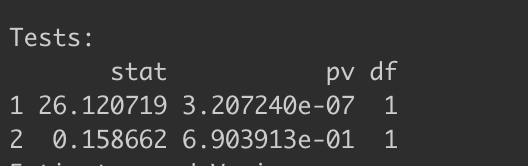 Tests:
stat pv df
1 26.120719 3.207240e-07 1
2 0.158662 6.903913e-01 1